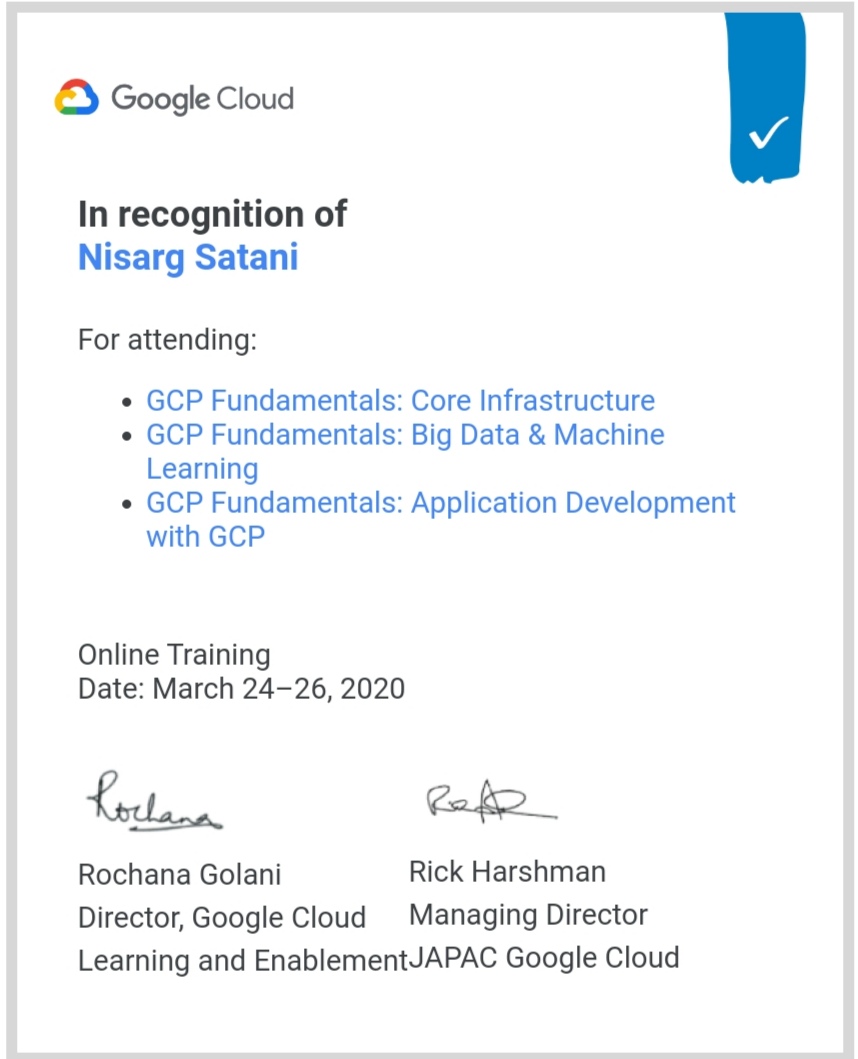 Google Cloud
In recognition of
Nisarg Satani
For attending:
• GCP Fundamentals: Core Infrastructure
• GCP Fundamentals: Big Data & Machine
Learning
• GCP Fundamentals: Application Development
with GCP
Online Training
Date: March 24–26, 2020
Rochana
Rochana Golani
Director, Google Cloud
Learning and Enablement
Rick Harshman
Managing Director
JAPAC Google Cloud